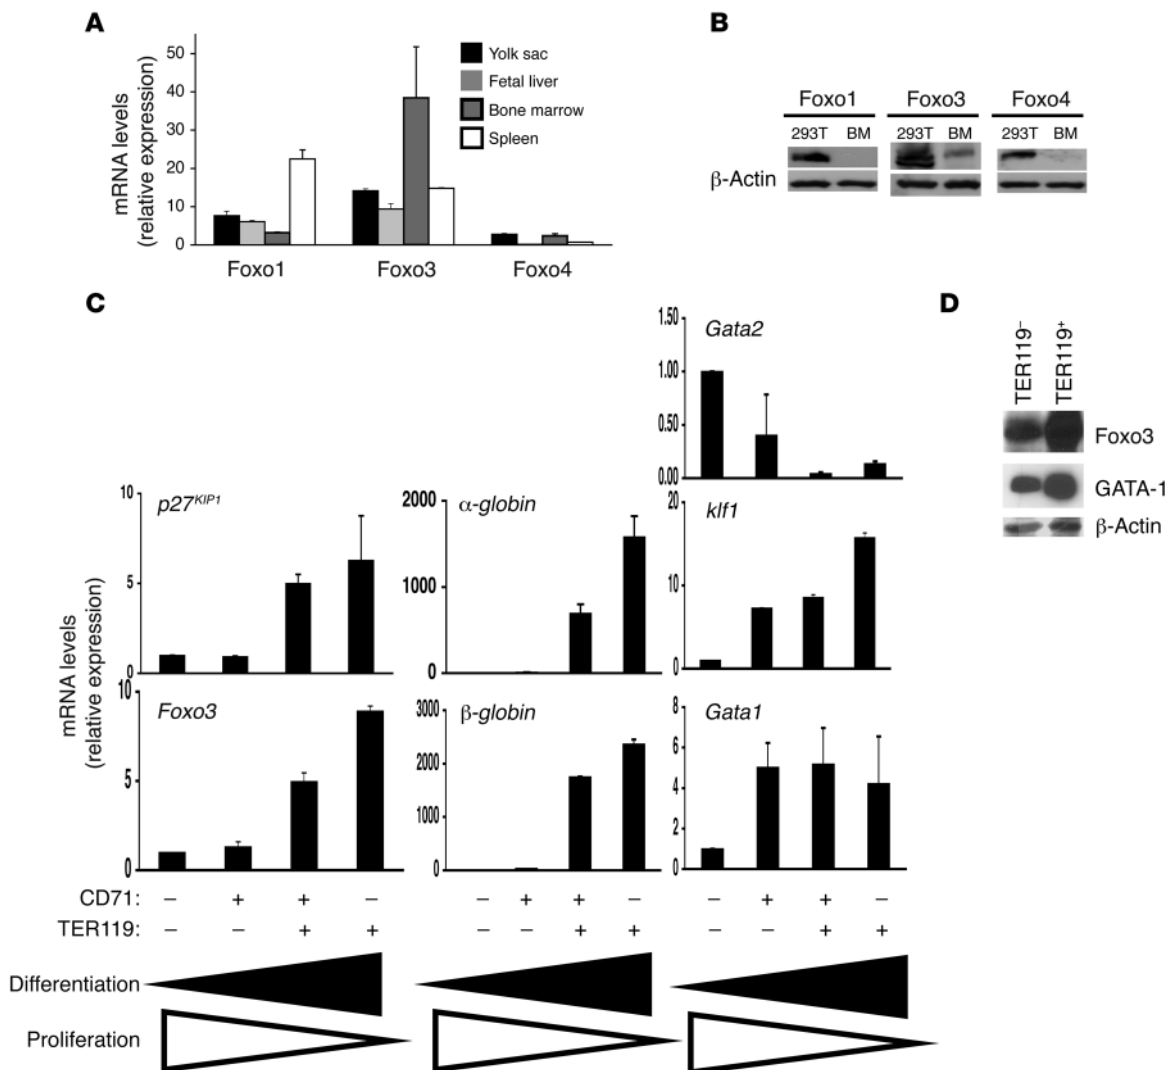 A
mRNA levels
(relative expression)
50
40
30
20
10
0
Yolk sac
Fetal liver
Bone marrow
Spleen
Foxo1
Foxo3
Foxo4
B
Foxo1
Foxo3
Foxo4
293T BM
293T BM
293T BM
β-Actin
C
mRNA levels
(relative expression)
Gata2
1.50
1.00
0.50
0.00
p27KIP1
10
5
0
α-globin
2000
1000
0
klf1
20
10
0
Foxo3
10
5
0
β-globin
3000
2000
1000
0
Gata1
8
6
4
2
0
CD71: – + + – – + + – – + + –
TER119: – – + + – – + + – – + +
Differentiation
Proliferation
D
TER119–
TER119+
Foxo3
GATA-1
β-Actin